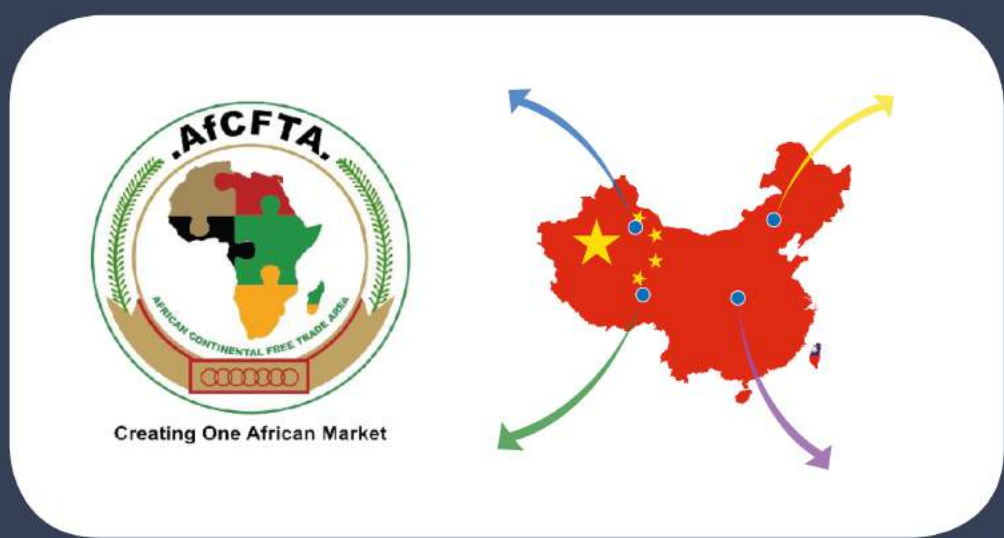 .AfCFTA.
AFRICAN CONTINENTAL FREE TRADE AREA
Creating One African Market